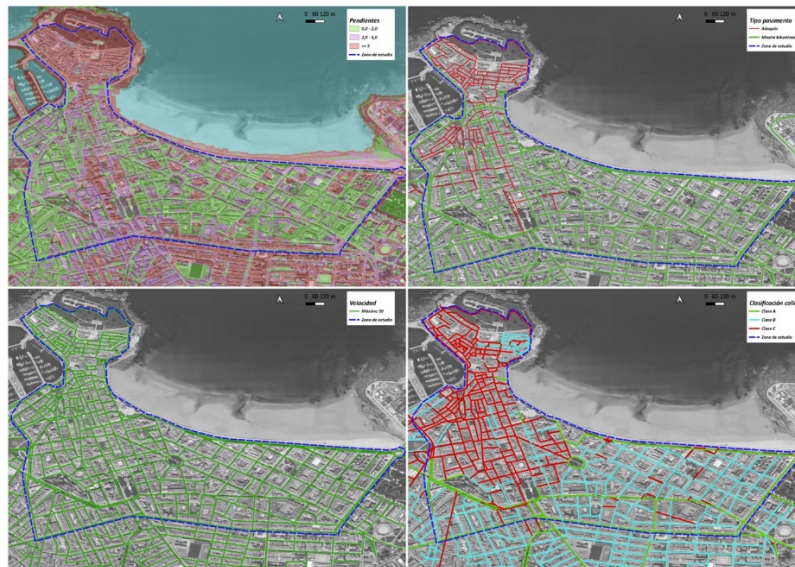 0 60 120 m
Pendientes
0,0 - 2,0
2,0 - 5,0
>= 5
Zona de estudio
0 60 120 m
Tipo pavimento
Adoquín
Mezcla bituminosa
Zona de estudio
0 60 120 m
Velocidad
Máximo 50
Zona de estudio
0 60 120 m
Clasificación calle
Clase A
Clase B
Clase C
Zona de estudio